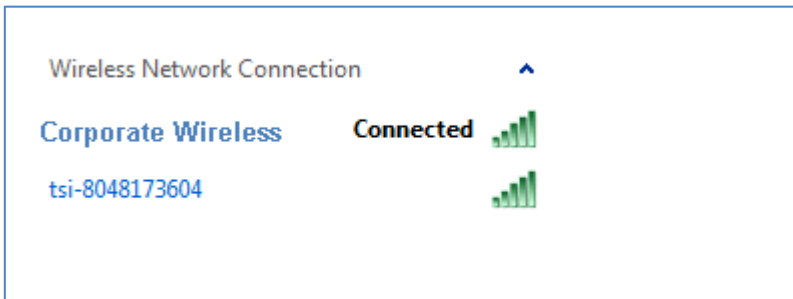 Wireless Network Connection
Corporate Wireless Connected
tsi-8048173604